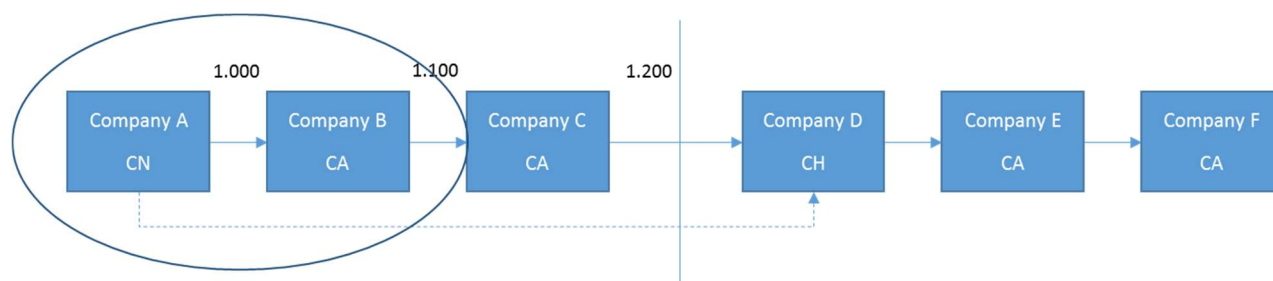 1.000
1.100
1.200
Company A
CN
Company B
CA
Company C
CA
Company D
CH
Company E
CA
Company F
CA